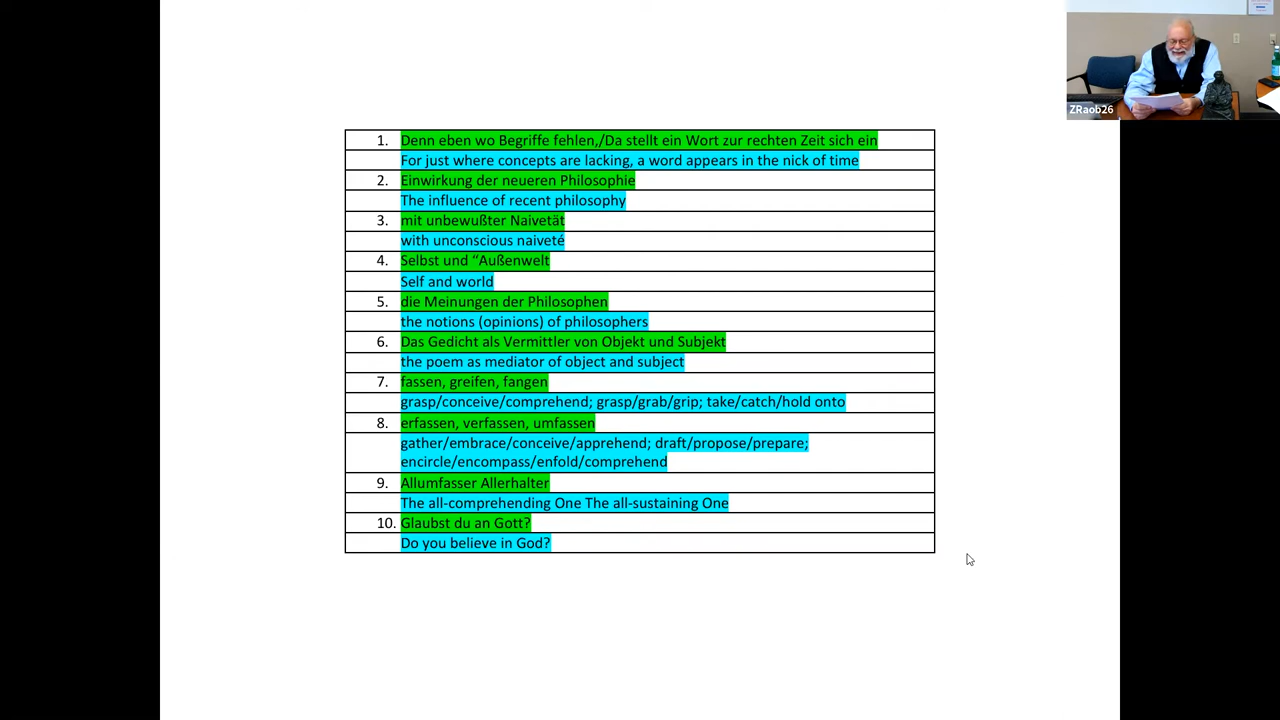 ZRaob26
1. Denn eben wo Begriffe fehlen,/Da stellt ein Wort zur rechten Zeit sich ein
For just where concepts are lacking, a word appears in the nick of time
2. Einwirkung der neueren Philosophie
The influence of recent philosophy
3. mit unbewußter Naivetät
with unconscious naiveté
4. Selbst und “Außenwelt
Self and world
5. die Meinungen der Philosophen
the notions (opinions) of philosophers
6. Das Gedicht als Vermittler von Objekt und Subjekt
the poem as mediator of object and subject
7. fassen, greifen, fangen
grasp/conceive/comprehend; grasp/grab/grip; take/catch/hold onto
8. erfassen, verfassen, umfassen
gather/embrace/conceive/apprehend; draft/propose/prepare;
encircle/encompass/enfold/comprehend
9. Allumfasser Allerhalter
The all-comprehending One The all-sustaining One
10. Glaubst du an Gott?
Do you believe in God?